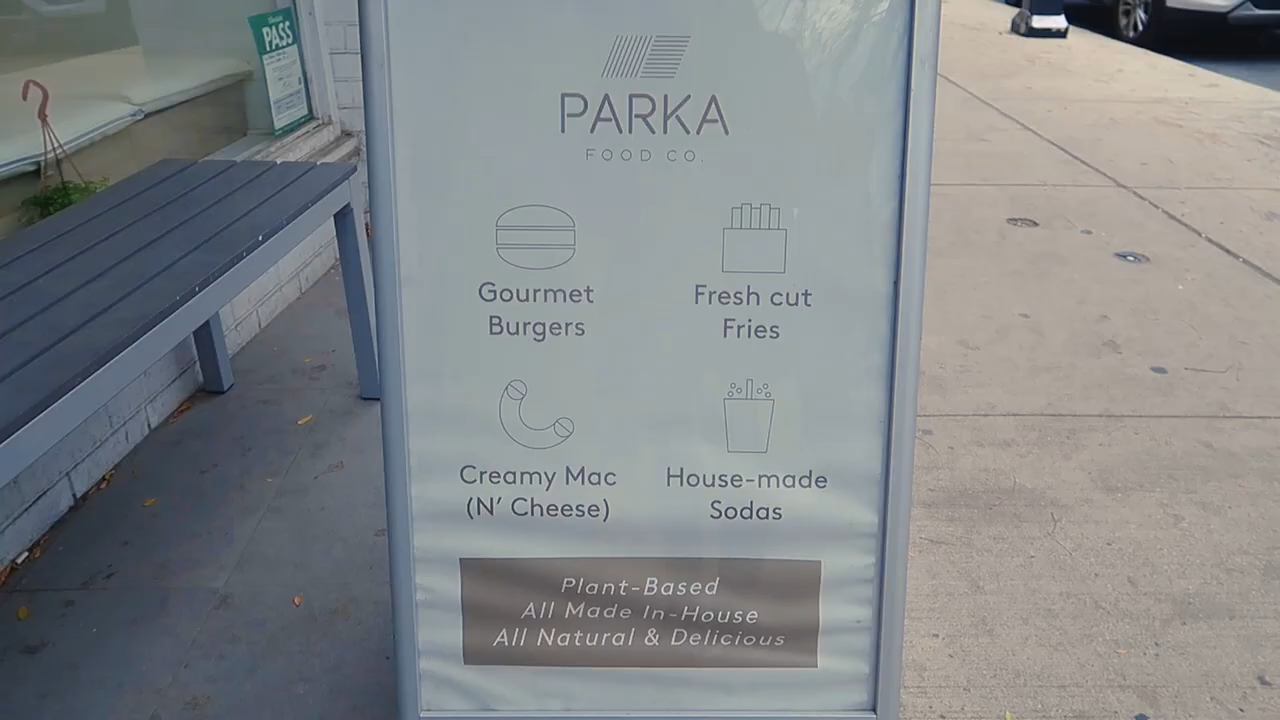 PASS
PARKA
FOOD CO.
Gourmet
Burgers
Fresh cut
Fries
Creamy Mac
(N' Cheese)
House-made
Sodas
Plant-Based
All Made In-House
All Natural & Delicious